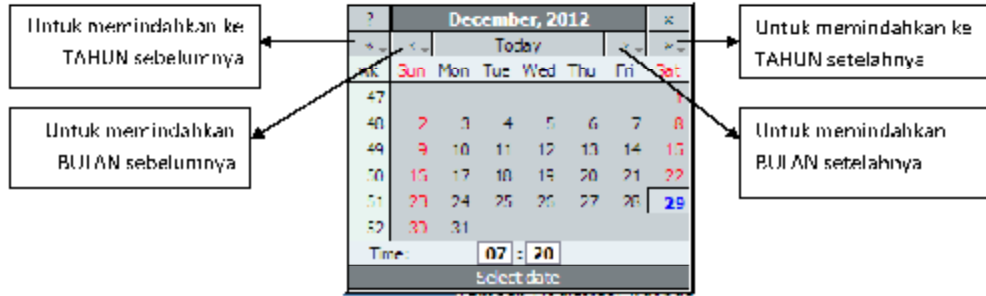 Untuk memindahkan ke
TAHUN sebelumnya
Untuk memindahkan
BULAN sebelumnya
? December, 2012 x
« ‹ Today › »
wk Sun Mon Tue Wed Thu Fri Sat
47 1
48 2 3 4 5 6 7 8
49 9 10 11 12 13 14 15
50 16 17 18 19 20 21 22
51 23 24 25 26 27 28 29
52 30 31
Time: 07 : 20
Select date
Untuk memindahkan ke
TAHUN setelahnya
Untuk memindahkan
BULAN setelahnya